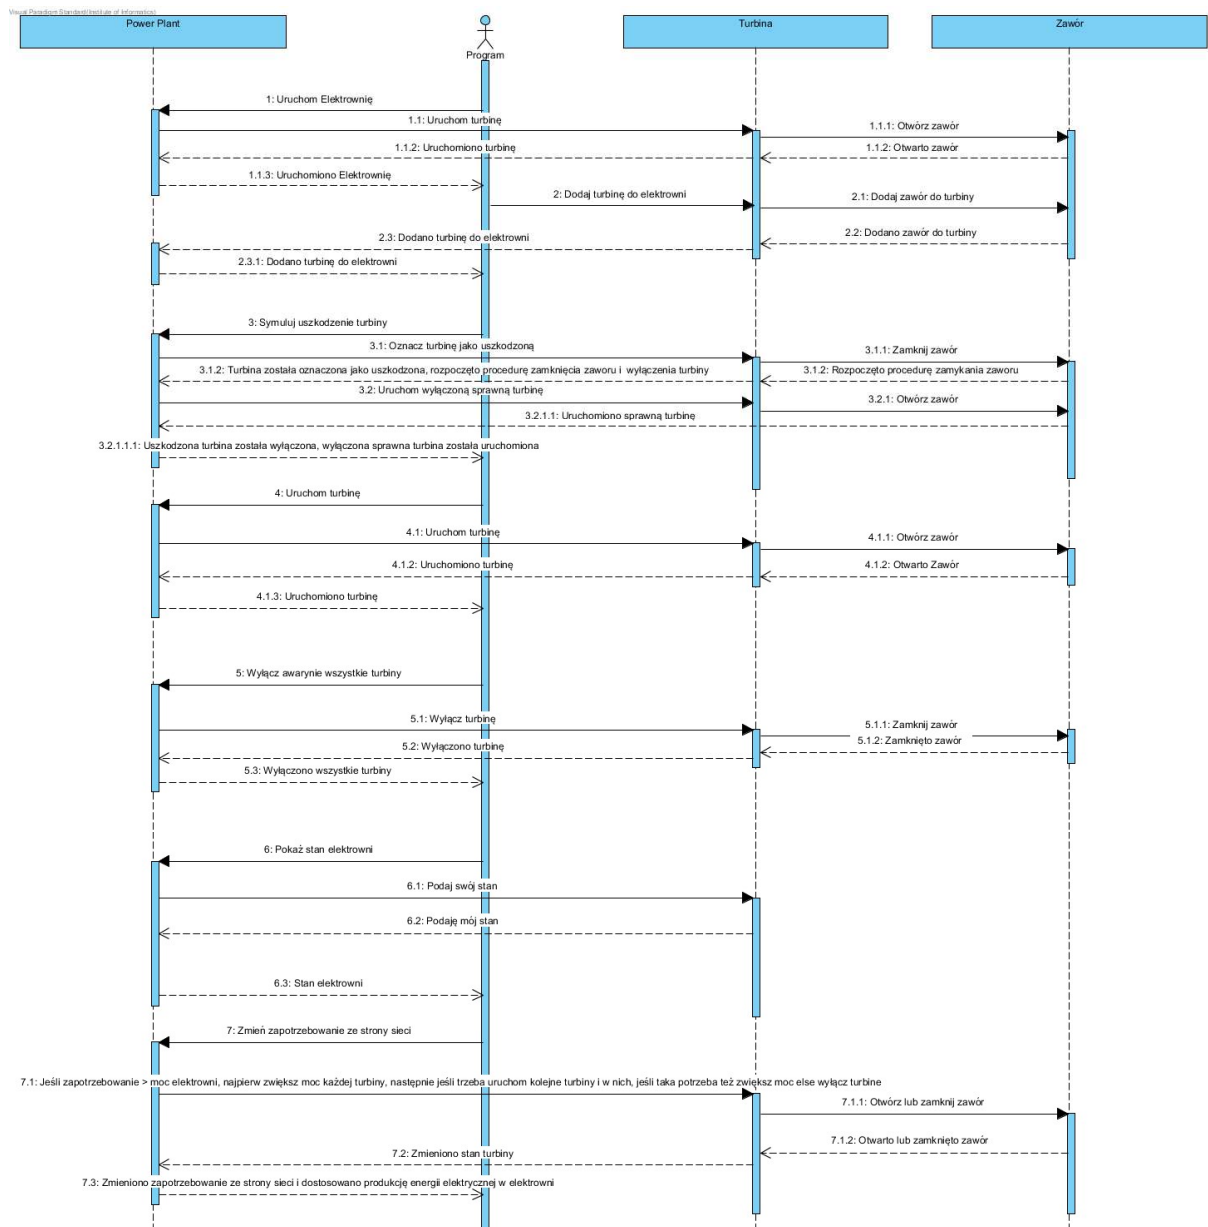 Visual Paradigm Standard(Institute of Informatics)
Power Plant
Program
Turbina
Zawór
1: Uruchom Elektrownię
1.1: Uruchom turbinę
1.1.1: Otwórz zawór
1.1.2: Uruchomiono turbinę
1.1.2: Otwarto zawór
1.1.3: Uruchomiono Elektrownię
2: Dodaj turbinę do elektrowni
2.1: Dodaj zawór do turbiny
2.2: Dodano zawór do turbiny
2.3: Dodano turbinę do elektrowni
2.3.1: Dodano turbinę do elektrowni
3: Symuluj uszkodzenie turbiny
3.1: Oznacz turbinę jako uszkodzoną
3.1.1: Zamknij zawór
3.1.2: Turbina została oznaczona jako uszkodzona, rozpoczęto procedurę zamknięcia zaworu i wyłączenia turbiny
3.1.2: Rozpoczęto procedurę zamykania zaworu
3.2: Uruchom wyłączoną sprawną turbinę
3.2.1: Otwórz zawór
3.2.1.1: Uruchomiono sprawną turbinę
3.2.1.1.1: Uszkodzona turbina została wyłączona, wyłączona sprawna turbina została uruchomiona
4: Uruchom turbinę
4.1: Uruchom turbinę
4.1.1: Otwórz zawór
4.1.2: Uruchomiono turbinę
4.1.2: Otwarto Zawór
4.1.3: Uruchomiono turbinę
5: Wyłącz awarynie wszystkie turbiny
5.1: Wyłącz turbinę
5.1.1: Zamknij zawór
5.1.2: Zamknięto zawór
5.2: Wyłączono turbinę
5.3: Wyłączono wszystkie turbiny
6: Pokaż stan elektrowni
6.1: Podaj swój stan
6.2: Podaję mój stan
6.3: Stan elektrowni
7: Zmień zapotrzebowanie ze strony sieci
7.1: Jeśli zapotrzebowanie > moc elektrowni, najpierw zwiększ moc każdej turbiny, następnie jeśli trzeba uruchom kolejne turbiny i w nich, jeśli taka potrzeba też zwiększ moc else wyłącz turbine
7.1.1: Otwórz lub zamknij zawór
7.1.2: Otwarto lub zamknięto zawór
7.2: Zmieniono stan turbiny
7.3: Zmieniono zapotrzebowanie ze strony sieci i dostosowano produkcję energii elektrycznej w elektrowni